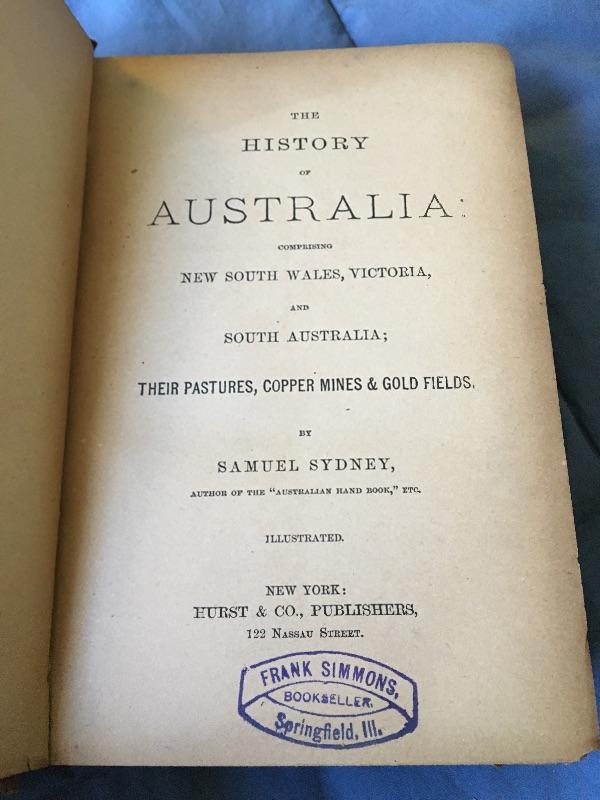 THE
HISTORY
OF
AUSTRALIA:
COMPRISING
NEW SOUTH WALES, VICTORIA,
AND
SOUTH AUSTRALIA;
THEIR PASTURES, COPPER MINES & GOLD FIELDS.
BY
SAMUEL SYDNEY,
AUTHOR OF THE "AUSTRALIAN HAND BOOK," ETC.
ILLUSTRATED.
NEW YORK:
HURST & CO., PUBLISHERS,
122 NASSAU STREET.
FRANK SIMMONS,
BOOKSELLER,
Springfield, Ill.